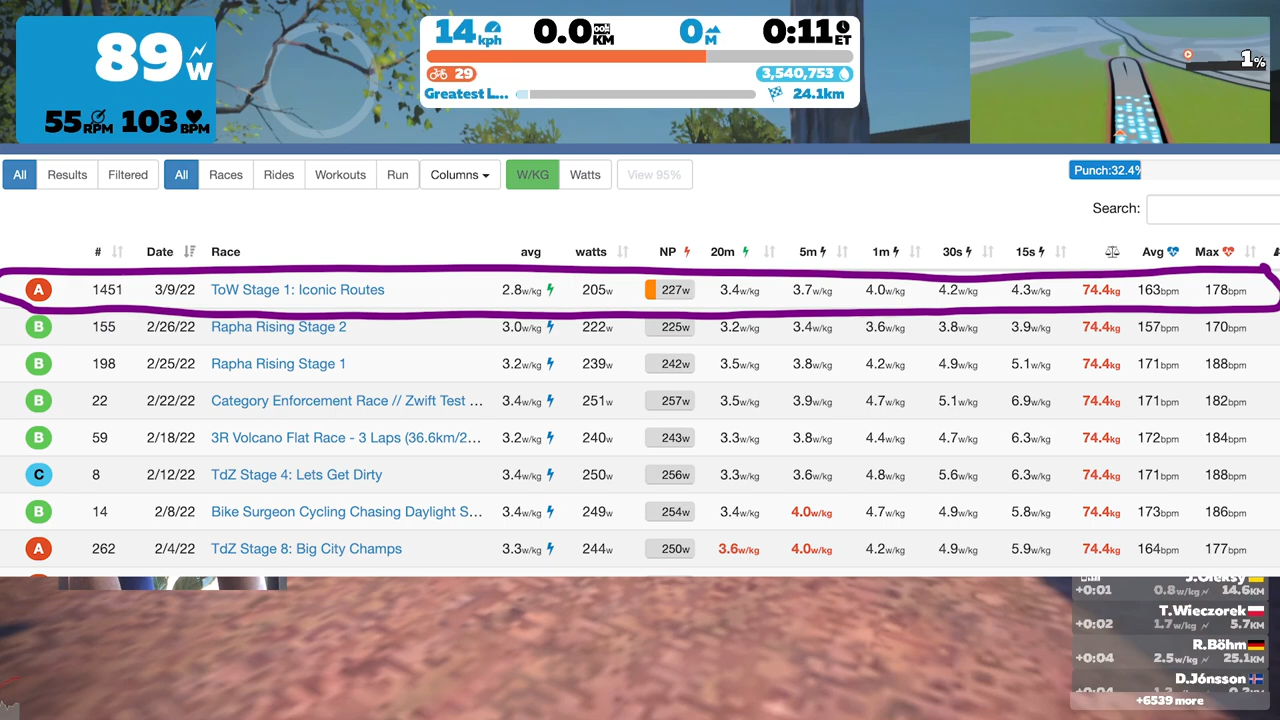 89w
55RPM 103BPM
14kph 0.0KM 0M 0:11ET
29 3,540,753
Greatest L... 24.1km
1%
All Results Filtered All Races Rides Workouts Run Columns W/KG Watts View 95%
Punch:32.4%
Search:
# Date Race avg watts NP 20m 5m 1m 30s 15s Avg Max
A 1451 3/9/22 ToW Stage 1: Iconic Routes 2.8w/kg 205w 227w 3.4w/kg 3.7w/kg 4.0w/kg 4.2w/kg 4.3w/kg 74.4kg 163bpm 178bpm
B 155 2/26/22 Rapha Rising Stage 2 3.0w/kg 222w 225w 3.2w/kg 3.4w/kg 3.6w/kg 3.8w/kg 3.9w/kg 74.4kg 157bpm 170bpm
B 198 2/25/22 Rapha Rising Stage 1 3.2w/kg 239w 242w 3.5w/kg 3.8w/kg 4.2w/kg 4.9w/kg 5.1w/kg 74.4kg 171bpm 188bpm
B 22 2/22/22 Category Enforcement Race // Zwift Test ... 3.4w/kg 251w 257w 3.5w/kg 3.9w/kg 4.7w/kg 5.1w/kg 6.9w/kg 74.4kg 171bpm 182bpm
B 59 2/18/22 3R Volcano Flat Race - 3 Laps (36.6km/2... 3.2w/kg 240w 243w 3.3w/kg 3.8w/kg 4.4w/kg 4.7w/kg 6.3w/kg 74.4kg 172bpm 184bpm
C 8 2/12/22 TdZ Stage 4: Lets Get Dirty 3.4w/kg 250w 256w 3.3w/kg 3.6w/kg 4.8w/kg 5.6w/kg 6.3w/kg 74.4kg 171bpm 188bpm
B 14 2/8/22 Bike Surgeon Cycling Chasing Daylight S... 3.4w/kg 249w 254w 3.4w/kg 4.0w/kg 4.7w/kg 4.9w/kg 5.8w/kg 74.4kg 173bpm 186bpm
A 262 2/4/22 TdZ Stage 8: Big City Champs 3.3w/kg 244w 250w 3.6w/kg 4.0w/kg 4.2w/kg 4.9w/kg 5.9w/kg 74.4kg 164bpm 177bpm
J.Oleksy
+0:01 0.8w/kg 14.6KM
T.Wieczorek
+0:02 1.7w/kg 5.7KM
R.Böhm
+0:04 2.5w/kg 25.1KM
D.Jónsson
+6539 more